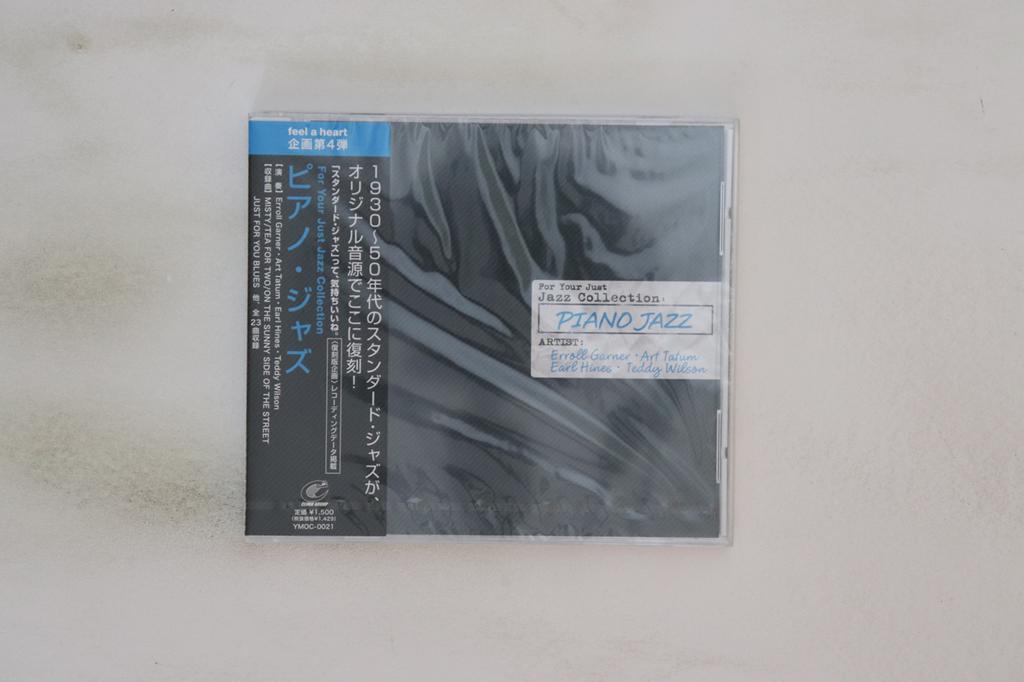 feel a heart
企画第4弾
1930〜50年代のスタンダード・ジャズが、
オリジナル音源でここに復刻！
「スタンダード・ジャズ」って、気持ちいいね。
〈復刻版企画〉レコーディングデータ掲載
For Your Just Jazz Collection
ピアノ・ジャズ
【演 奏】Erroll Garner・Art Tatum・Earl Hines・Teddy Wilson
【収録曲】MISTY/TEA FOR TWO/ON THE SUNNY SIDE OF THE STREET
JUST FOR YOU BLUES 他、全23曲収録
定価 ¥1,500
(税抜価格¥1,429)
YMOC-0021
For Your Just
Jazz Collection:
PIANO JAZZ
ARTIST:
Erroll Garner・Art Tatum
Earl Hines・Teddy Wilson